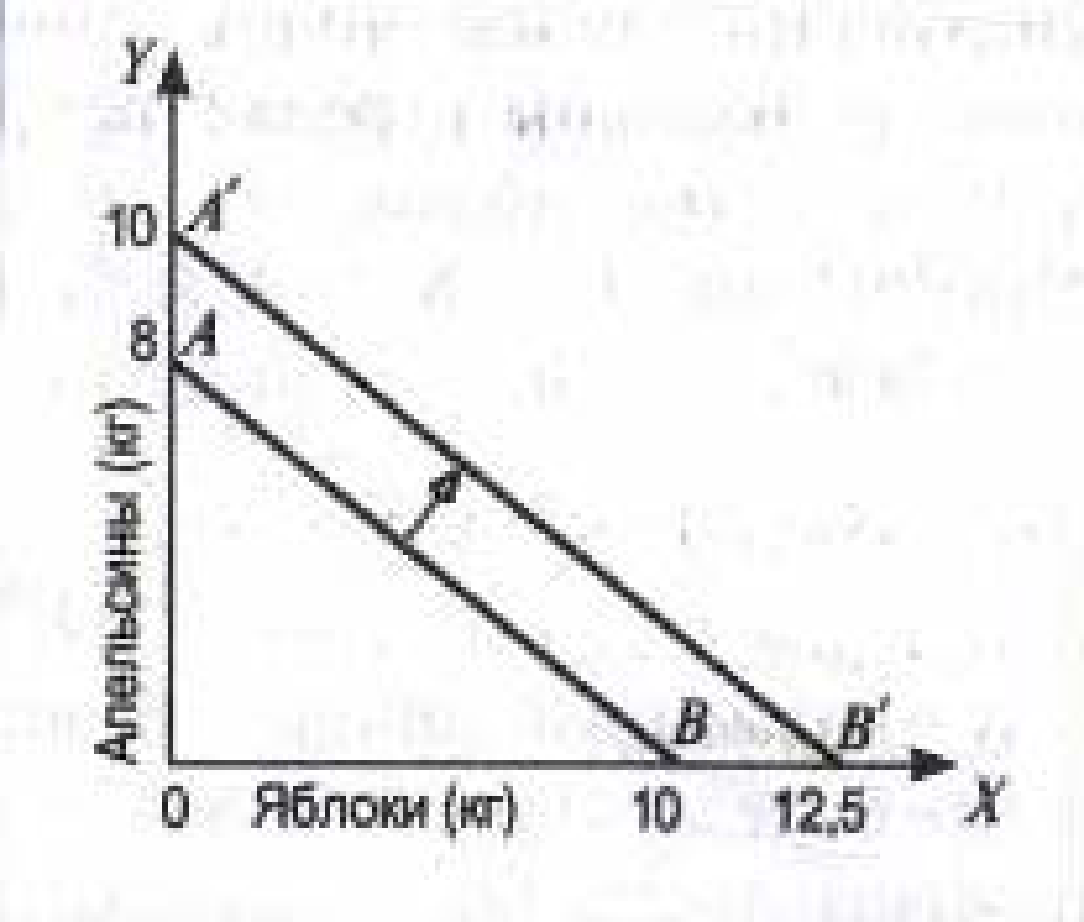 Y
10 A′
8 A
Апельсины (кг)
B B′
0 Яблоки (кг) 10 12,5 X